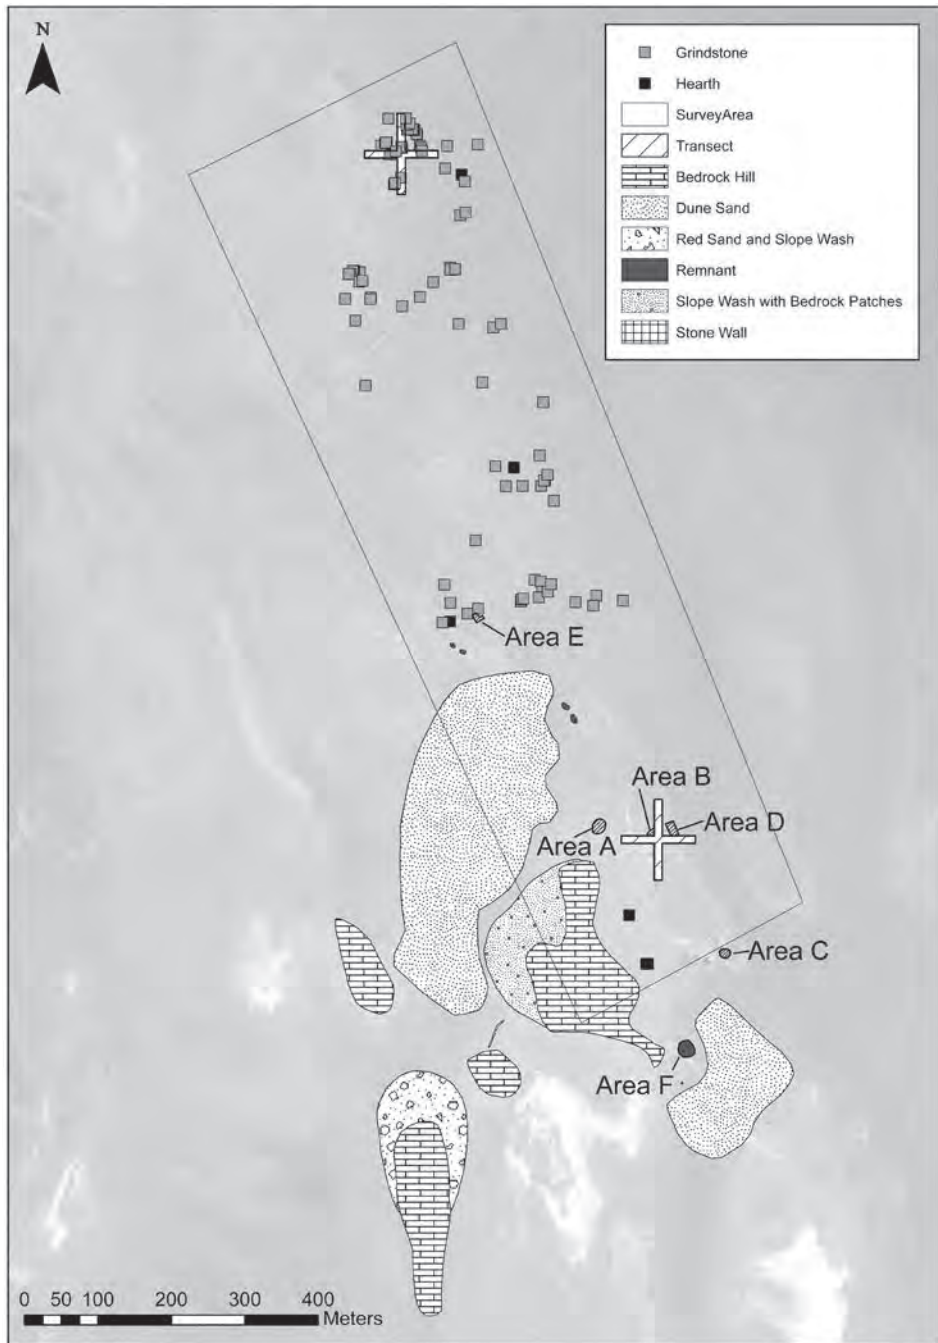 N
Grindstone
Hearth
SurveyArea
Transect
Bedrock Hill
Dune Sand
Red Sand and Slope Wash
Remnant
Slope Wash with Bedrock Patches
Stone Wall
Area E
Area B
Area D
Area A
Area C
Area F
0 50 100 200 300 400
Meters